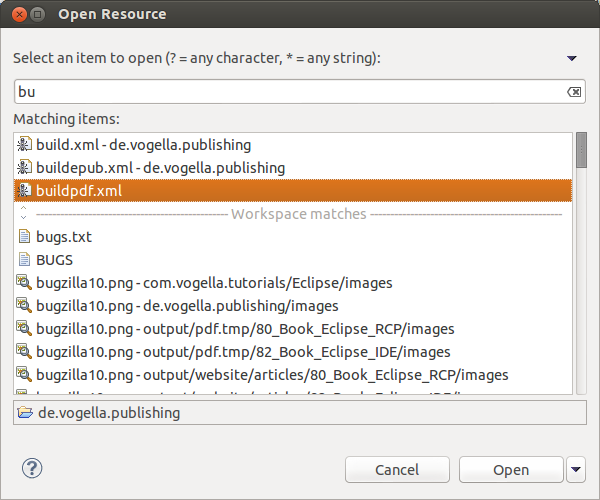 Open Resource
Select an item to open (? = any character, * = any string):
bu
Matching items:
build.xml - de.vogella.publishing
buildepub.xml - de.vogella.publishing
buildpdf.xml
Workspace matches
bugs.txt
BUGS
bugzilla10.png - com.vogella.tutorials/Eclipse/images
bugzilla10.png - de.vogella.publishing/images
bugzilla10.png - output/pdf.tmp/80_Book_Eclipse_RCP/images
bugzilla10.png - output/pdf.tmp/82_Book_Eclipse_IDE/images
bugzilla10.png - output/website/articles/80_Book_Eclipse_RCP/images
de.vogella.publishing
Cancel
Open